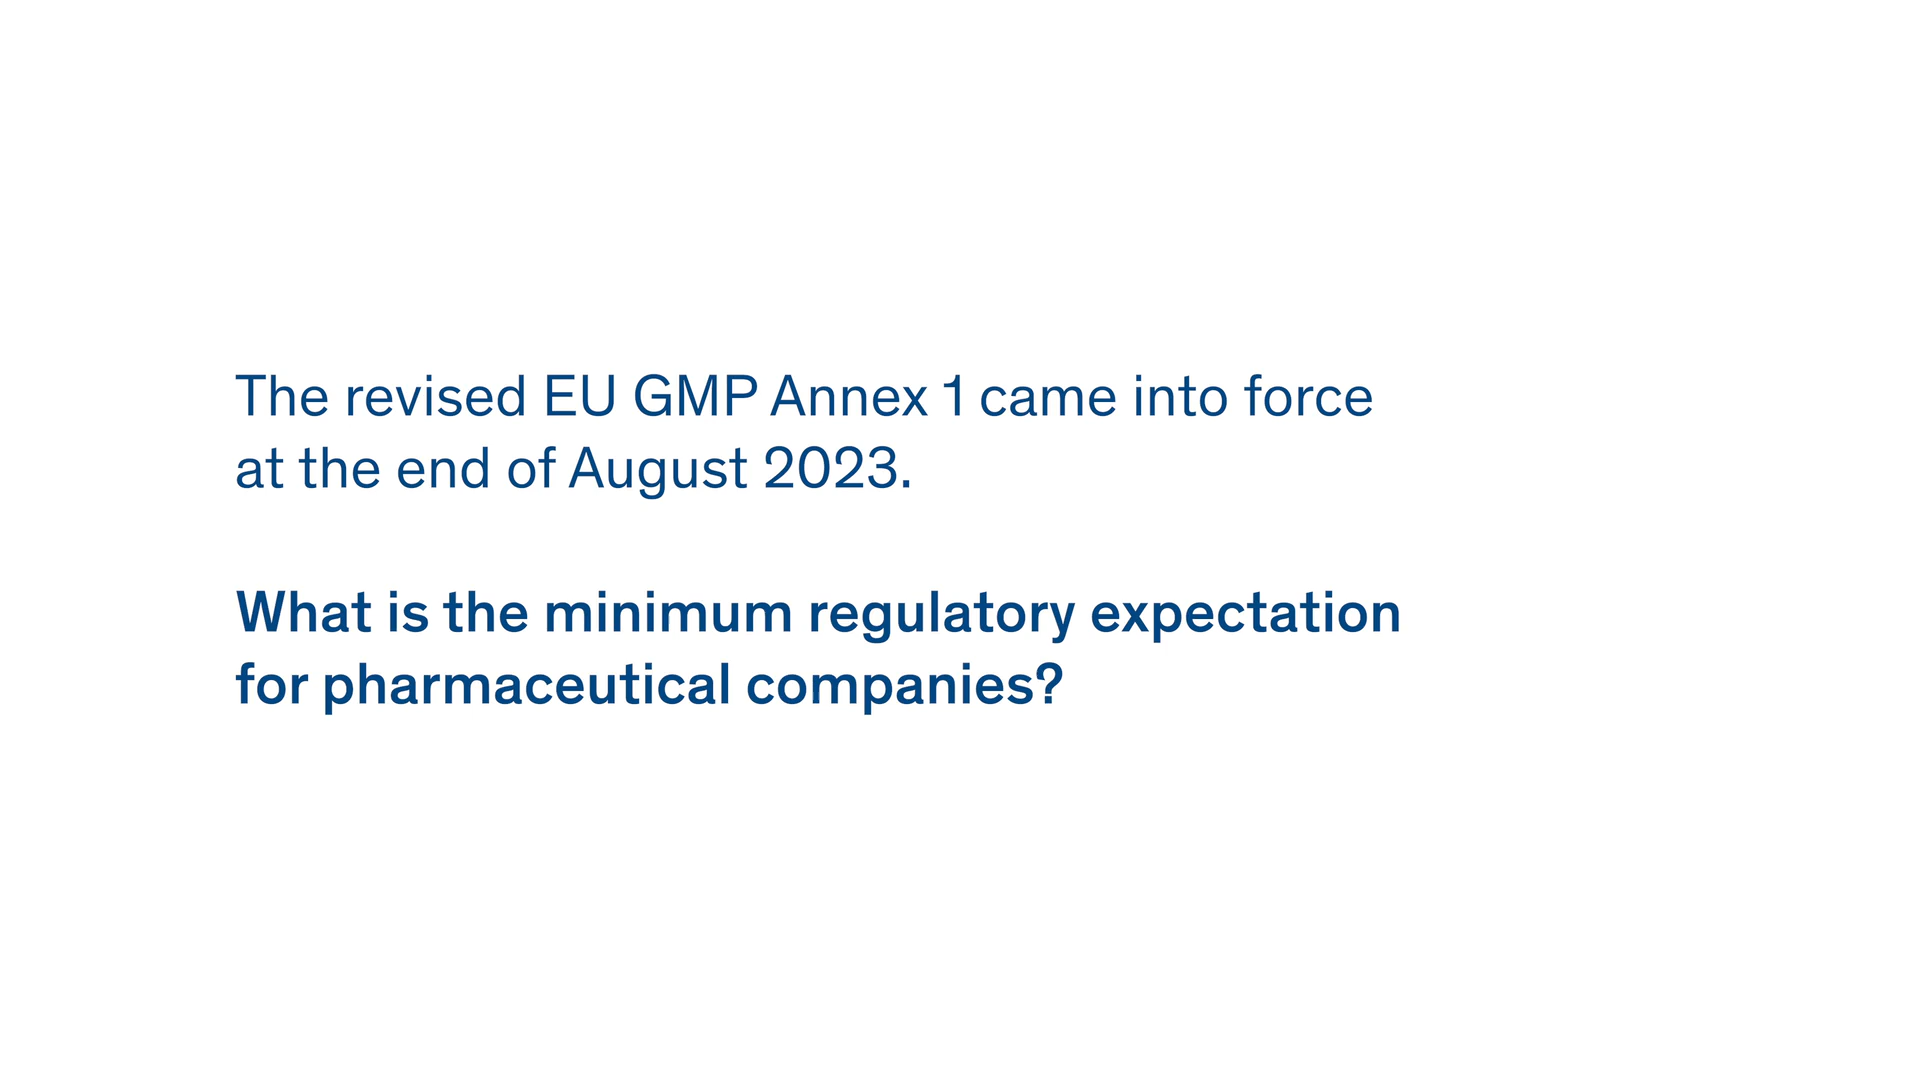 The revised EU GMP Annex 1 came into force
at the end of August 2023.
What is the minimum regulatory expectation
for pharmaceutical companies?